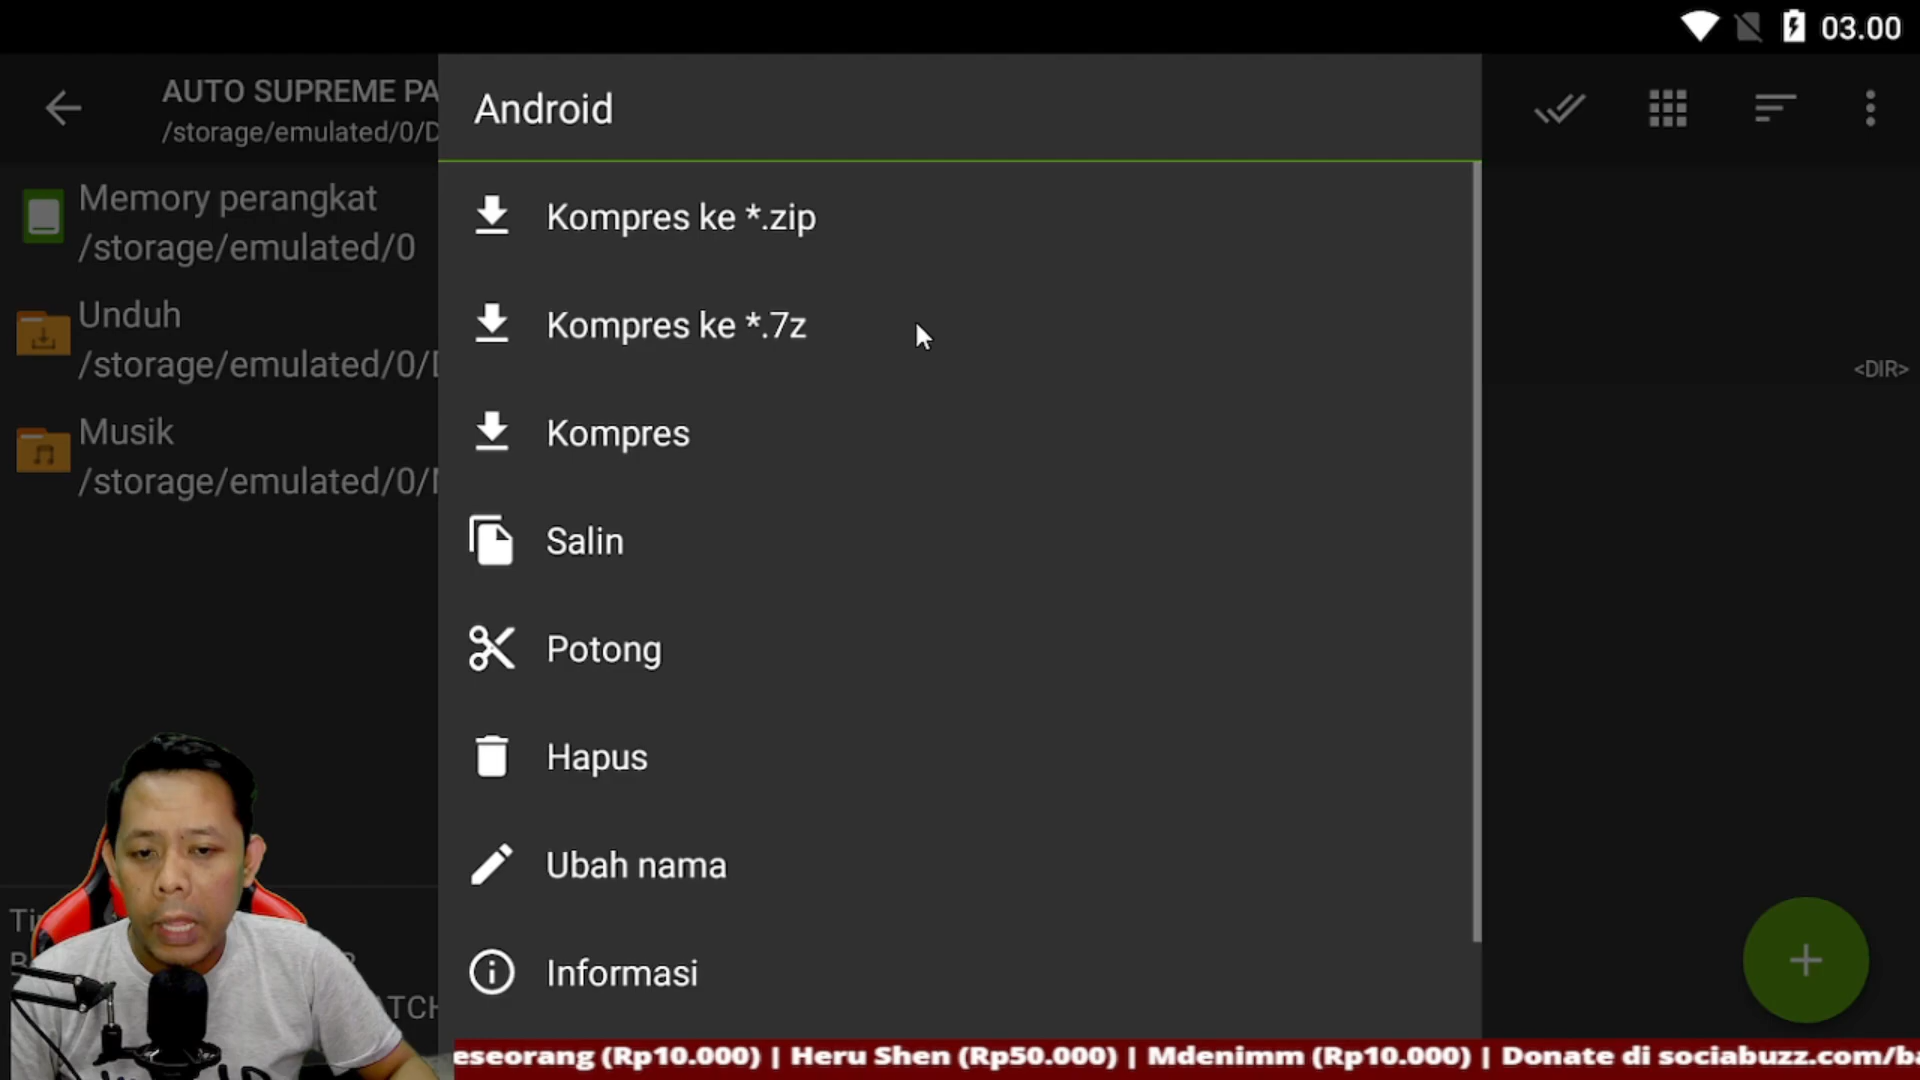 03.00
AUTO SUPREME PA
/storage/emulated/0/D
Android
Memory perangkat
/storage/emulated/0
Unduh
/storage/emulated/0/D
Musik
/storage/emulated/0/M
Kompres ke *.zip
Kompres ke *.7z
Kompres
Salin
Potong
Hapus
Ubah nama
Informasi
<DIR>
ATCH
eseorang (Rp10.000) | Heru Shen (Rp50.000) | Mdenimm (Rp10.000) | Donate di sociabuzz.com/ba